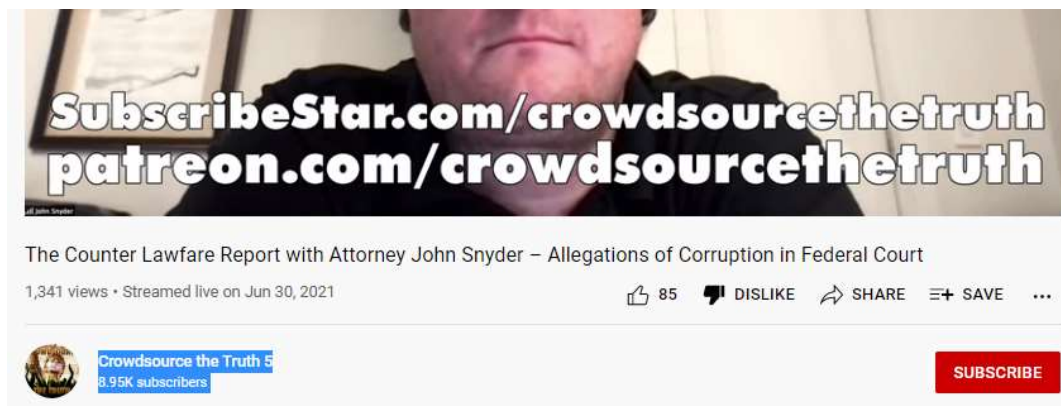 SubscribeStar.com/crowdsourcethetruth
patreon.com/crowdsourcethetruth
John Snyder
The Counter Lawfare Report with Attorney John Snyder – Allegations of Corruption in Federal Court
1,341 views • Streamed live on Jun 30, 2021
85 DISLIKE SHARE SAVE ...
Crowdsource the Truth 5
8.95K subscribers
SUBSCRIBE